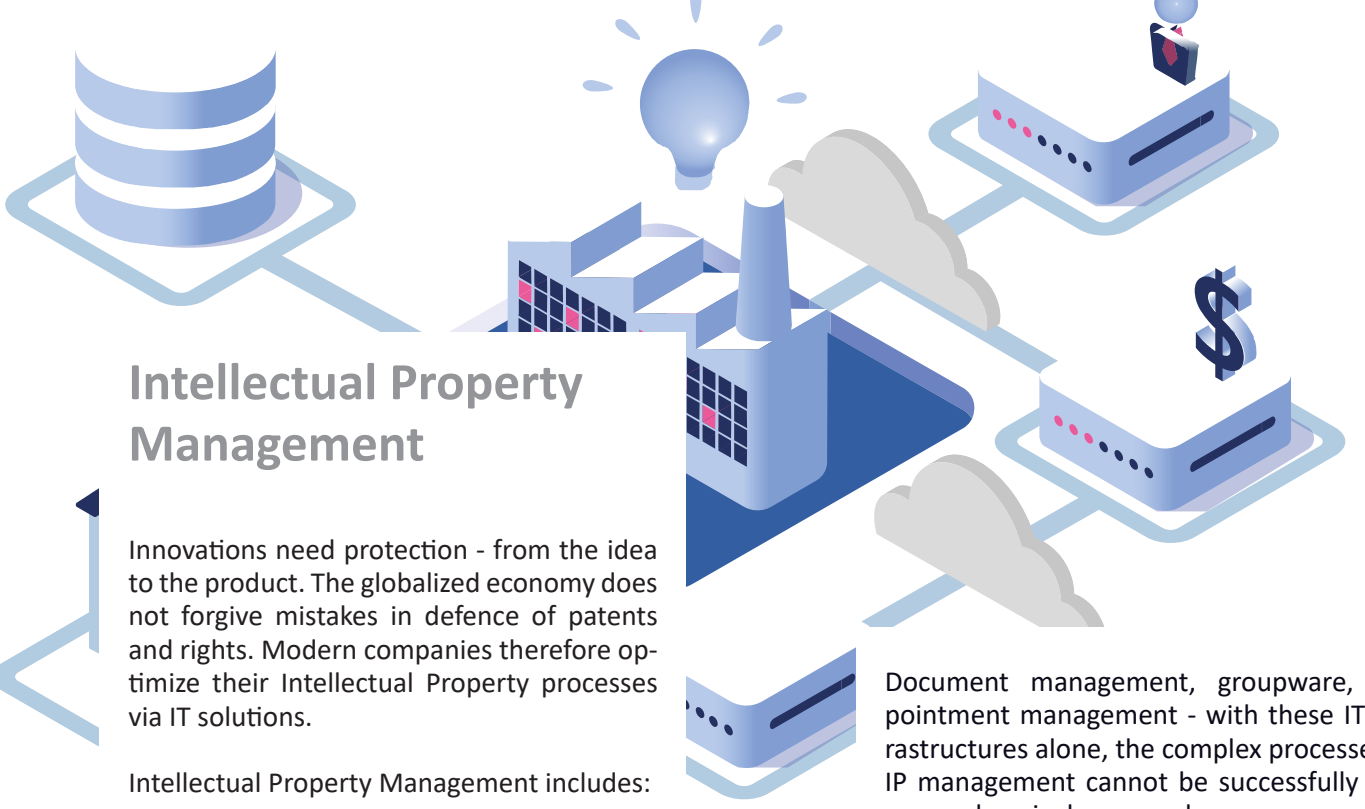 Intellectual Property
Management
Innovations need protection - from the idea
to the product. The globalized economy does
not forgive mistakes in defence of patents
and rights. Modern companies therefore op-
timize their Intellectual Property processes
via IT solutions.
Intellectual Property Management includes:
$
Document management, groupware,
pointment management - with these IT
rastructures alone, the complex processe
IP management cannot be successfully